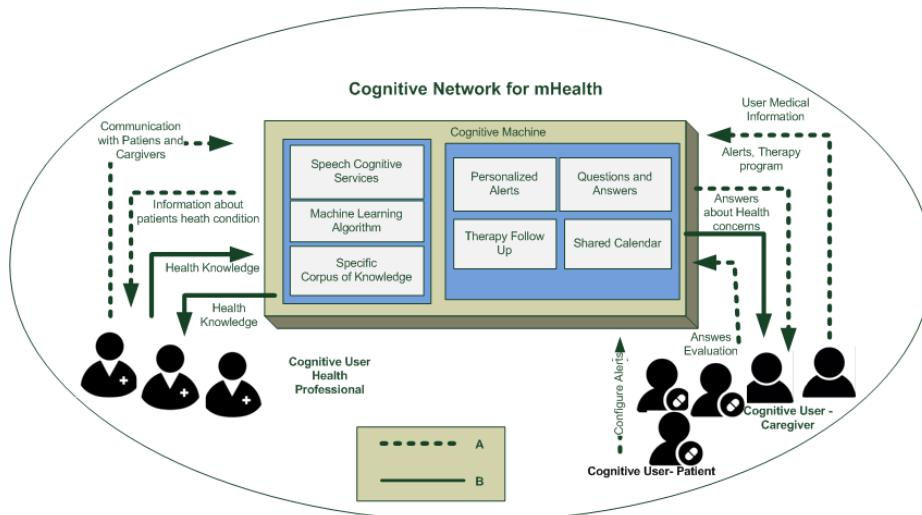 Cognitive Network for mHealth
Communication
with Patiens and
Cargivers
Information about
patients heath condition
Health Knowledge
Health
Knowledge
Cognitive Machine
Speech Cognitive
Services
Machine Learning
Algorithm
Specific
Corpus of Knowledge
Personalized
Alerts
Questions and
Answers
Therapy Follow
Up
Shared Calendar
User Medical
Information
Alerts, Therapy
program
Answers
about Health
concerns
Answes
Evaluation
Configure Alerts
Cognitive User
Health
Professional
Cognitive User -
Caregiver
Cognitive User- Patient
A
B